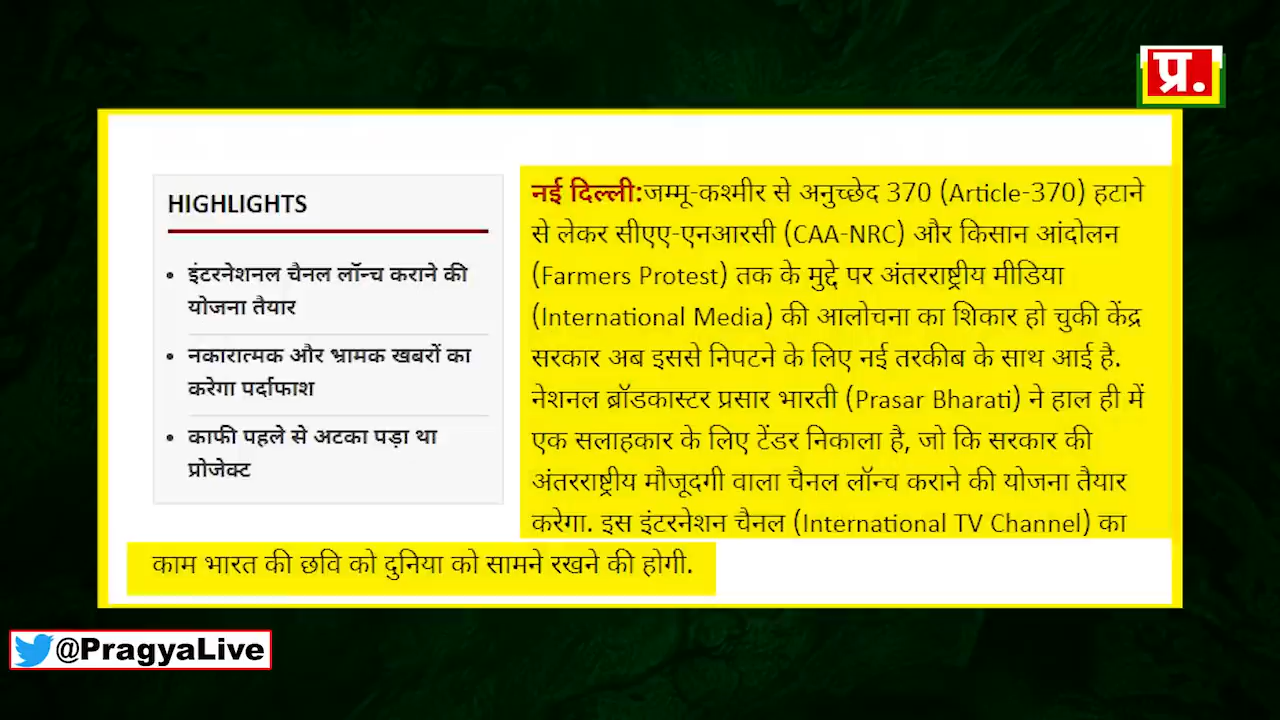 प्र.
HIGHLIGHTS
• इंटरनेशनल चैनल लॉन्च कराने की
योजना तैयार
• नकारात्मक और भ्रामक खबरों का
करेगा पर्दाफाश
• काफी पहले से अटका पड़ा था
प्रोजेक्ट
नई दिल्ली:जम्मू-कश्मीर से अनुच्छेद 370 (Article-370) हटाने
से लेकर सीएए-एनआरसी (CAA-NRC) और किसान आंदोलन
(Farmers Protest) तक के मुद्दे पर अंतरराष्ट्रीय मीडिया
(International Media) की आलोचना का शिकार हो चुकी केंद्र
सरकार अब इससे निपटने के लिए नई तरकीब के साथ आई है.
नेशनल ब्रॉडकास्टर प्रसार भारती (Prasar Bharati) ने हाल ही में
एक सलाहकार के लिए टेंडर निकाला है, जो कि सरकार की
अंतरराष्ट्रीय मौजूदगी वाला चैनल लॉन्च कराने की योजना तैयार
करेगा. इस इंटरनेशन चैनल (International TV Channel) का
काम भारत की छवि को दुनिया को सामने रखने की होगी.
@PragyaLive